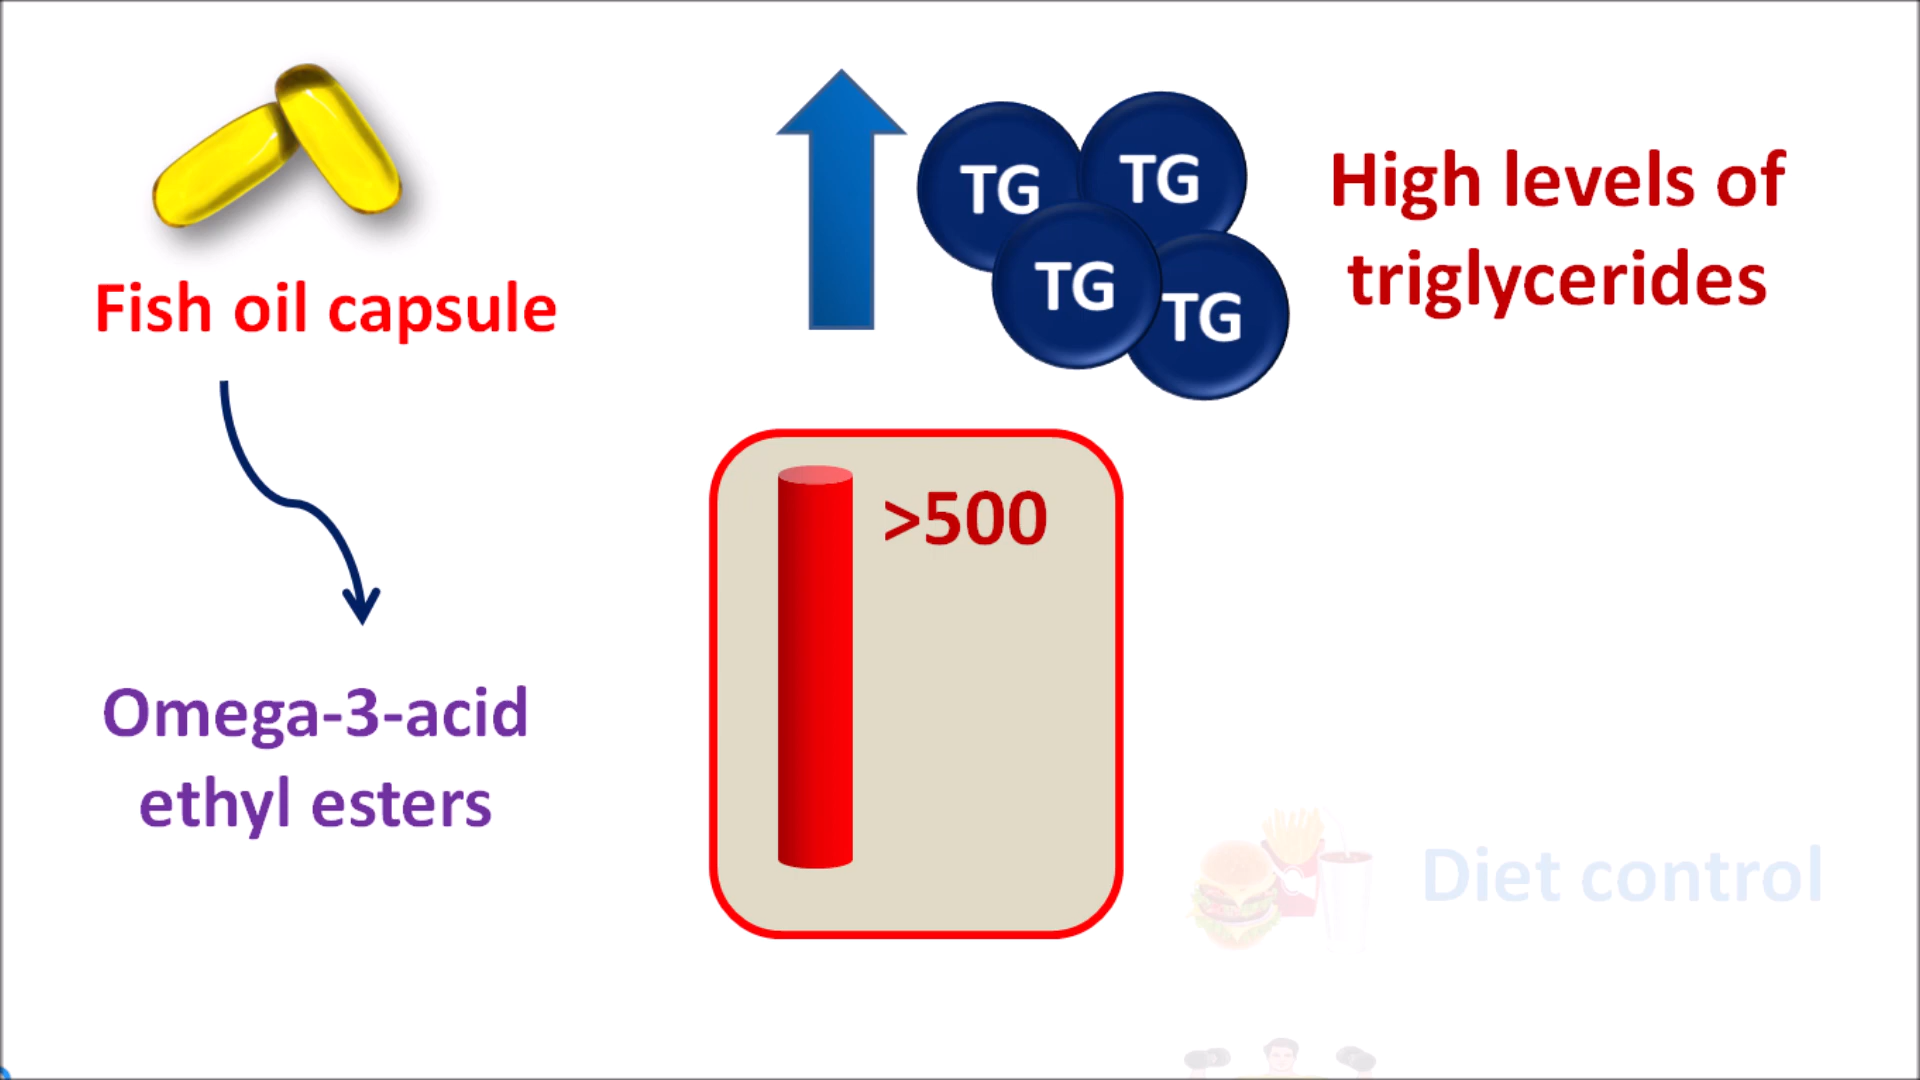 Fish oil capsule
Omega-3-acid
ethyl esters
TG
TG
TG
TG
High levels of
triglycerides
>500
Diet control